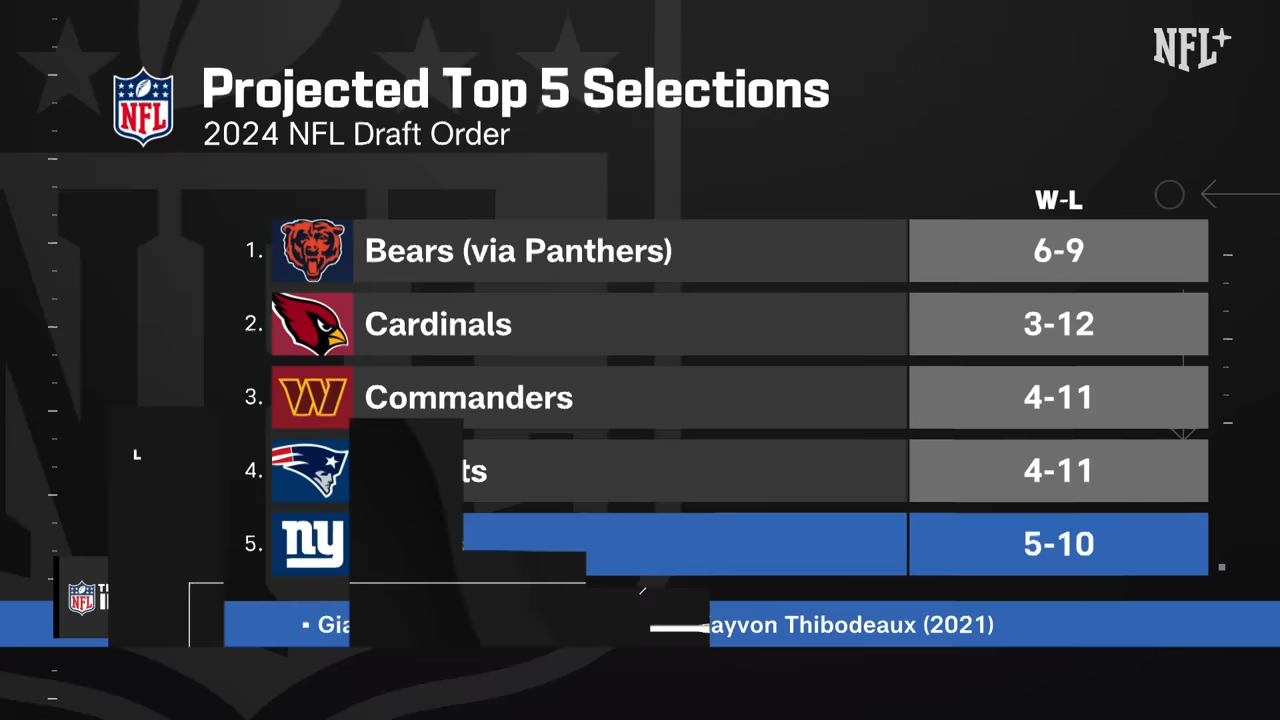 NFL+
NFL
Projected Top 5 Selections
2024 NFL Draft Order
W-L
1. Bears (via Panthers) 6-9
2. Cardinals 3-12
3. Commanders 4-11
4. ts 4-11
5. ny 5-10
L
NFL
▪ Gia ayvon Thibodeaux (2021)